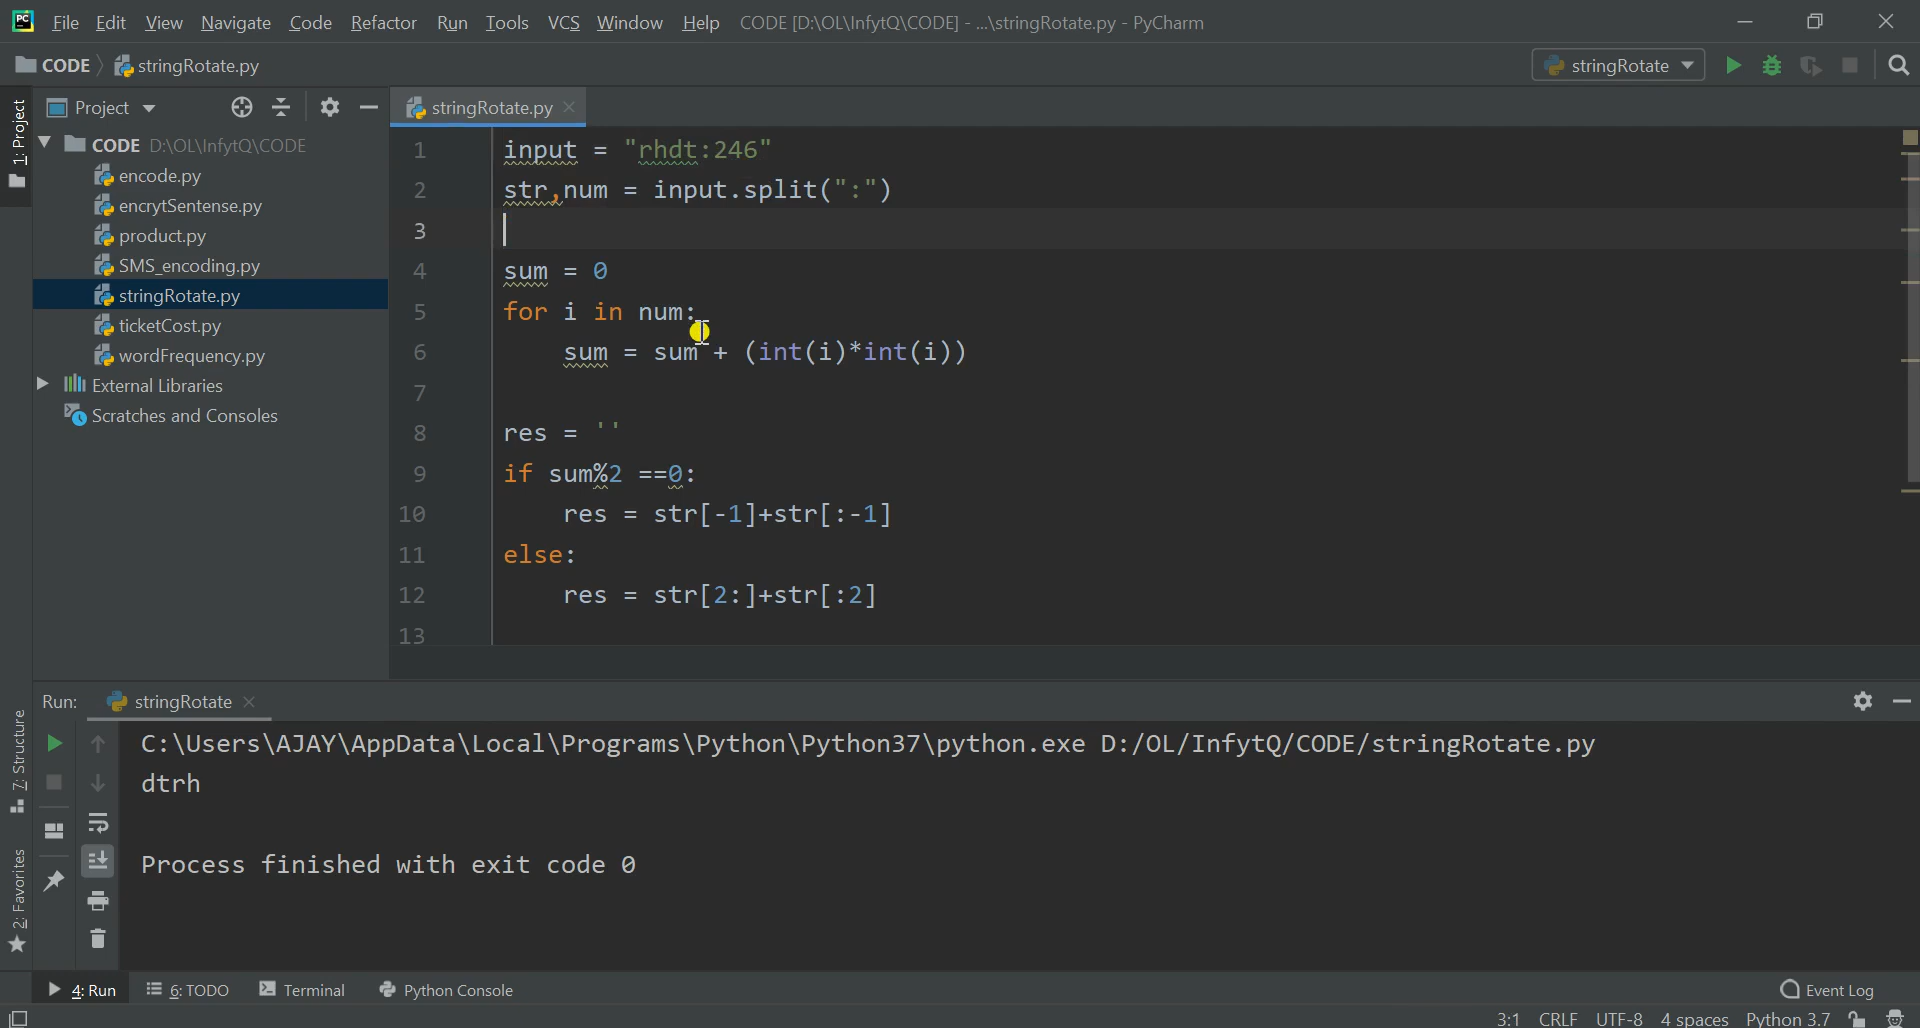 PC File Edit View Navigate Code Refactor Run Tools VCS Window Help CODE [D:\OL\InfytQ\CODE] - ...\stringRotate.py - PyCharm
CODE stringRotate.py stringRotate
1: Project
Project
stringRotate.py
CODE D:\OL\InfytQ\CODE
encode.py
encrytSentense.py
product.py
SMS_encoding.py
stringRotate.py
ticketCost.py
wordFrequency.py
External Libraries
Scratches and Consoles
1 input = "rhdt:246"
2 str,num = input.split(":")
3
4 sum = 0
5 for i in num:
6 sum = sum + (int(i)*int(i))
7
8 res = ''
9 if sum%2 ==0:
10 res = str[-1]+str[:-1]
11 else:
12 res = str[2:]+str[:2]
13
Run: stringRotate
7: Structure
2: Favorites
C:\Users\AJAY\AppData\Local\Programs\Python\Python37\python.exe D:/OL/InfytQ/CODE/stringRotate.py
dtrh
Process finished with exit code 0
4: Run 6: TODO Terminal Python Console Event Log
3:1 CRLF UTF-8 4 spaces Python 3.7